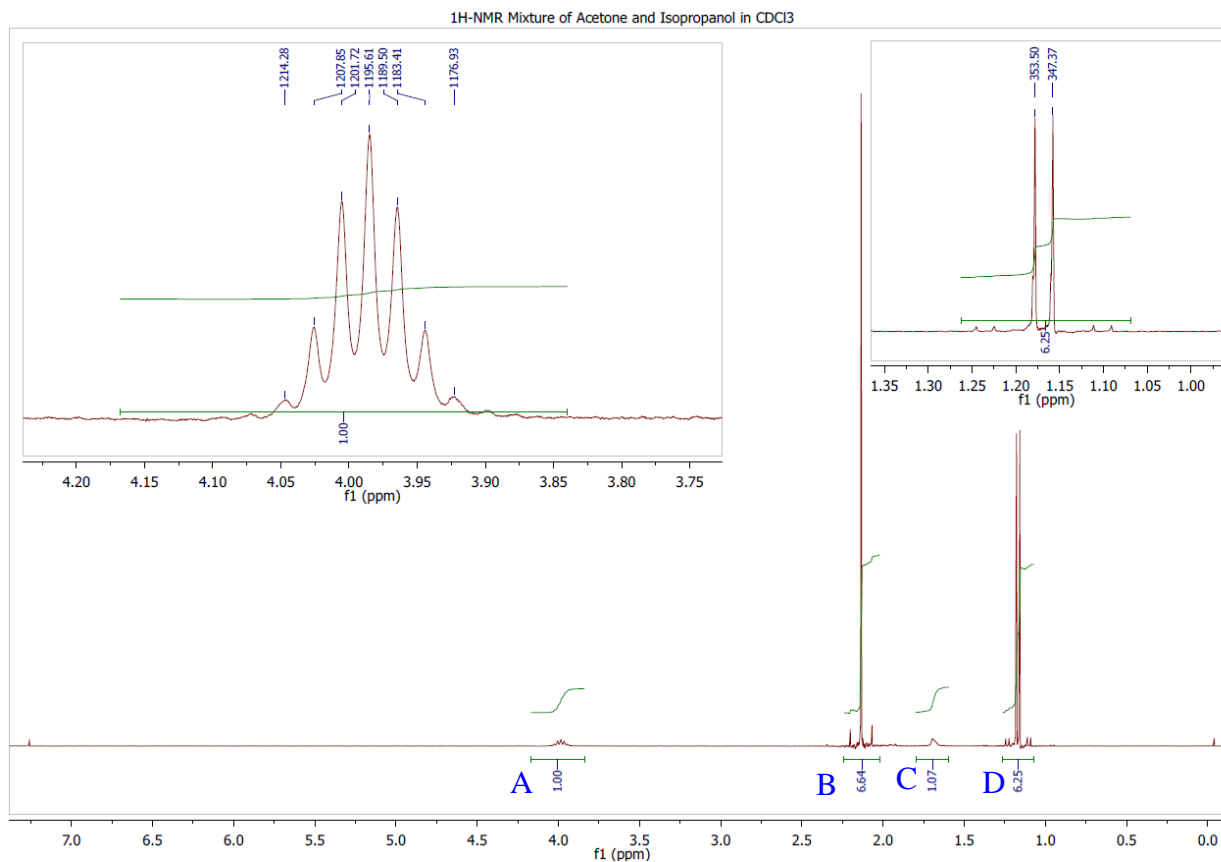 1H-NMR Mixture of Acetone and Isopropanol in CDCl3
1214.28
1207.85
1201.72
1195.61
1189.50
1183.41
1176.93
1.00
4.20 4.15 4.10 4.05 4.00 3.95 3.90 3.85 3.80 3.75
f1 (ppm)
353.50
347.37
6.25
1.35 1.30 1.25 1.20 1.15 1.10 1.05 1.00
f1 (ppm)
A 1.00 B 6.64 C 1.07 D 6.25
7.0 6.5 6.0 5.5 5.0 4.5 4.0 3.5 3.0 2.5 2.0 1.5 1.0 0.5 0.0
f1 (ppm)